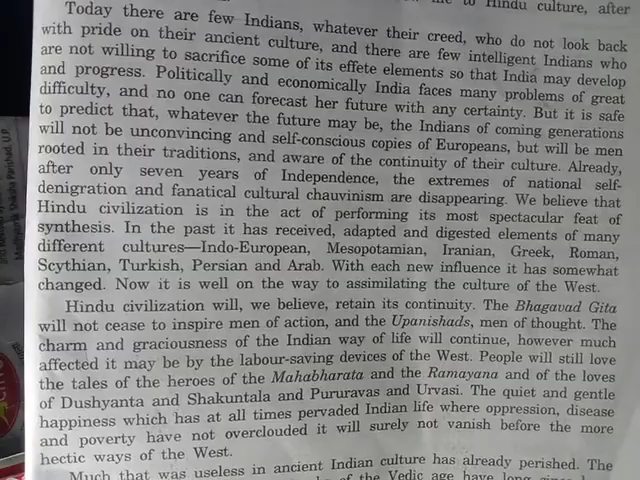 to Hindu culture, after
Today there are few Indians, whatever their creed, who do not look back
with pride on their ancient culture, and there are few intelligent Indians who
are not willing to sacrifice some of its effete elements so that India may develop
and progress. Politically and economically India faces many problems of great
difficulty, and no one can forecast her future with any certainty. But it is safe
to predict that, whatever the future may be, the Indians of coming generations
will not be unconvincing and self-conscious copies of Europeans, but will be men
rooted in their traditions, and aware of the continuity of their culture. Already,
after only seven years of Independence, the extremes of national self-
denigration and fanatical cultural chauvinism are disappearing. We believe that
Hindu civilization is in the act of performing its most spectacular feat of
synthesis. In the past it has received, adapted and digested elements of many
different cultures—Indo-European, Mesopotamian, Iranian, Greek, Roman,
Scythian, Turkish, Persian and Arab. With each new influence it has somewhat
changed. Now it is well on the way to assimilating the culture of the West.
Hindu civilization will, we believe, retain its continuity. The Bhagavad Gita
will not cease to inspire men of action, and the Upanishads, men of thought. The
charm and graciousness of the Indian way of life will continue, however much
affected it may be by the labour-saving devices of the West. People will still love
the tales of the heroes of the Mahabharata and the Ramayana and of the loves
of Dushyanta and Shakuntala and Pururavas and Urvasi. The quiet and gentle
happiness which has at all times pervaded Indian life where oppression, disease
and poverty have not overclouded it will surely not vanish before the more
hectic ways of the West.
Much that was useless in ancient Indian culture has already perished. The
of the Vedic age have long since